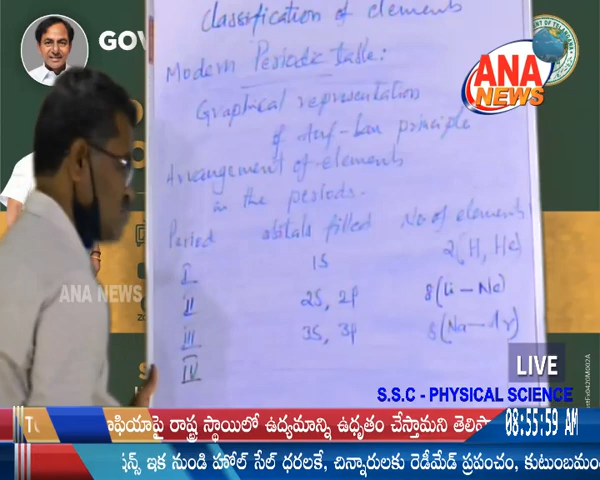 GOV
Classification of elements
Modern Periodic table:
Graphical representation
of Auf-bau principle
Arrangement of elements
in the periods.
Period orbitals filled No of elements
I 1S 2(H, He)
II 2S, 2P 8(Li-Ne)
III 3S, 3P 8(Na-Ar)
IV
ANA
NEWS
ANA NEWS
LIVE
S.S.C - PHYSICAL SCIENCE
ఫియాపై రాష్ట్ర స్థాయిలో ఉద్యమాన్ని ఉధృతం చేస్తామని
08:55:59 AM
ఇక నుండి హోల్ సేల్ ధరలకే, చిన్నారులకు రెడీమేడ్ ప్రపంచం,